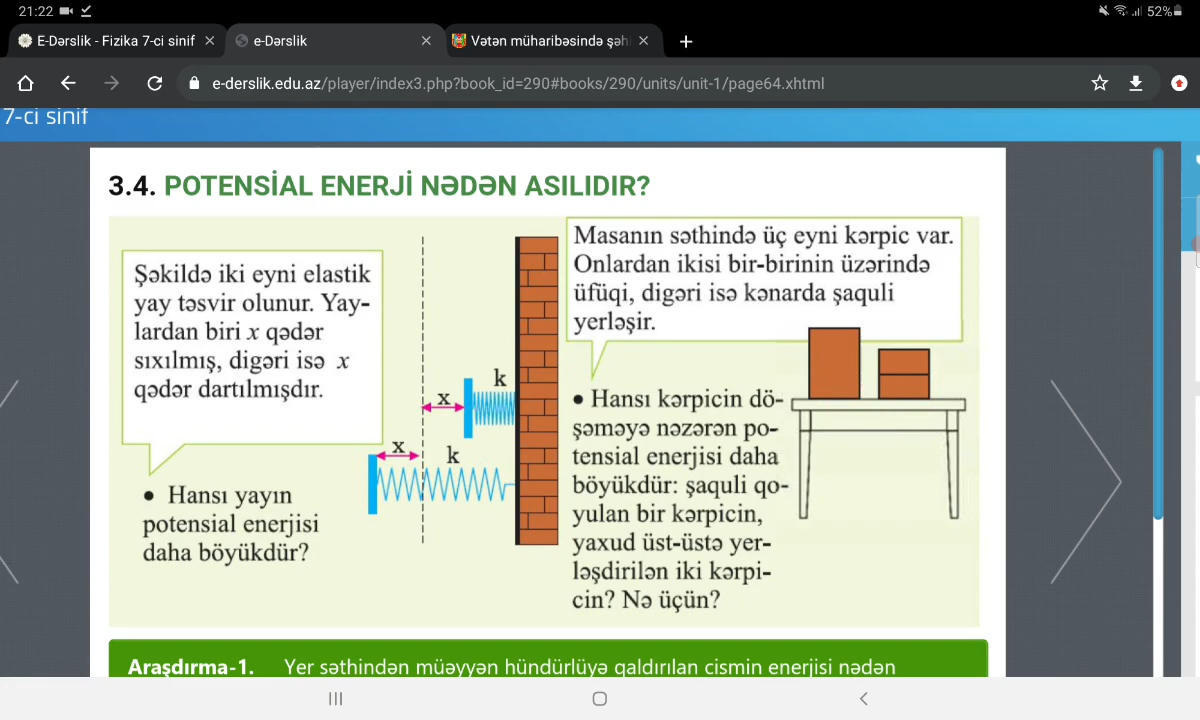 21:22
52%
E-Dərslik - Fizika 7-ci sinif
e-Dərslik
Vətən müharibəsində şəhi
e-derslik.edu.az/player/index3.php?book_id=290#books/290/units/unit-1/page64.xhtml
7-ci sinif
3.4. POTENSİAL ENERJİ NƏDƏN ASILIDIR?
Şəkildə iki eyni elastik
yay təsvir olunur. Yay-
lardan biri x qədər
sıxılmış, digəri isə x
qədər dartılmışdır.
• Hansı yayın
potensial enerjisi
daha böyükdür?
k
x
x
k
Masanın səthində üç eyni kərpic var.
Onlardan ikisi bir-birinin üzərində
üfüqi, digəri isə kənarda şaquli
yerləşir.
• Hansı kərpicin dö-
şəməyə nəzərən po-
tensial enerjisi daha
böyükdür: şaquli qo-
yulan bir kərpicin,
yaxud üst-üstə yer-
ləşdirilən iki kərpi-
cin? Nə üçün?
Araşdırma-1. Yer səthindən müəyyən hündürlüyə qaldırılan cismin enerjisi nədən